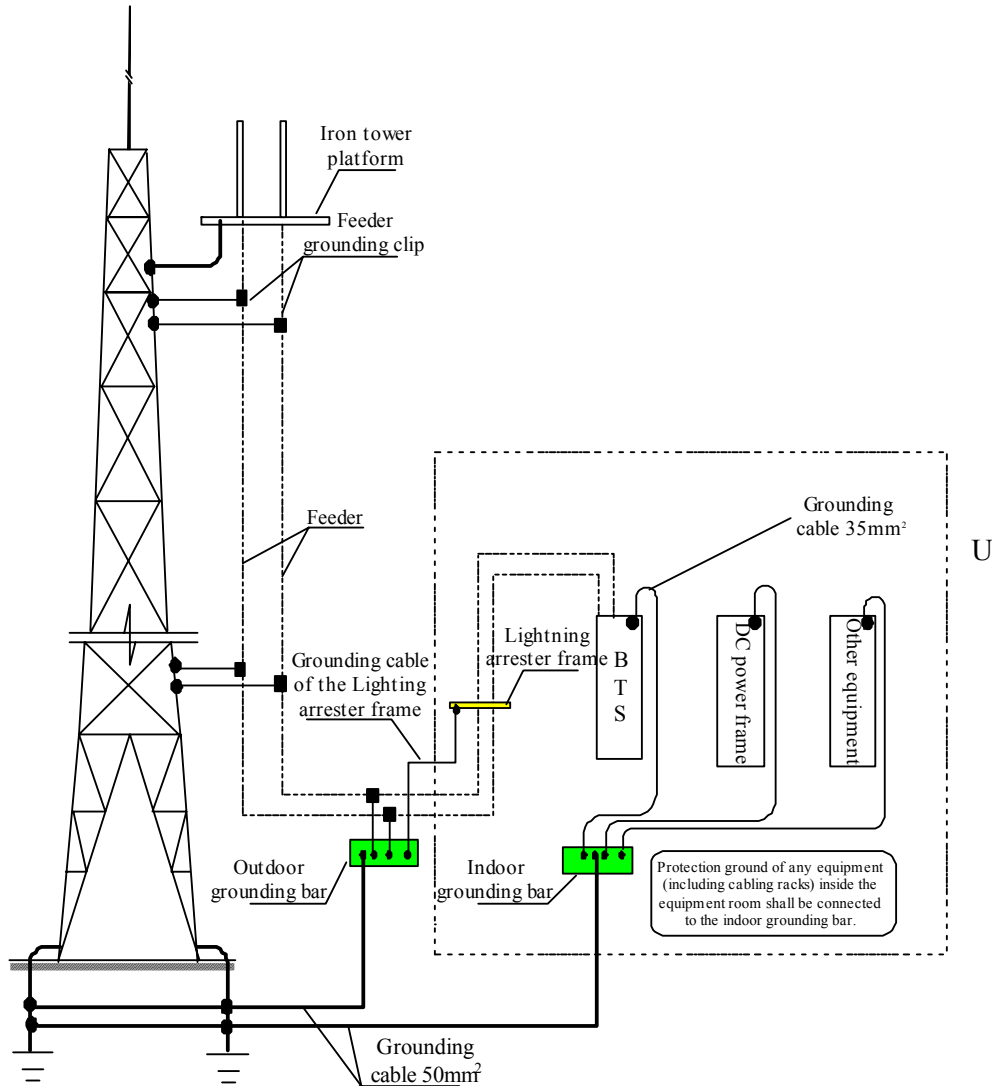 Iron tower
platform
Feeder
grounding clip
Grounding
cable 35mm²
U
Feeder
Lightning
arrester frame
Grounding cable
of the Lighting
arrester frame
B
T
S
DC power frame
Other equipment
Outdoor
grounding bar
Indoor
grounding bar
Protection ground of any equipment
(including cabling racks) inside the
equipment room shall be connected
to the indoor grounding bar.
Grounding
cable 50mm²